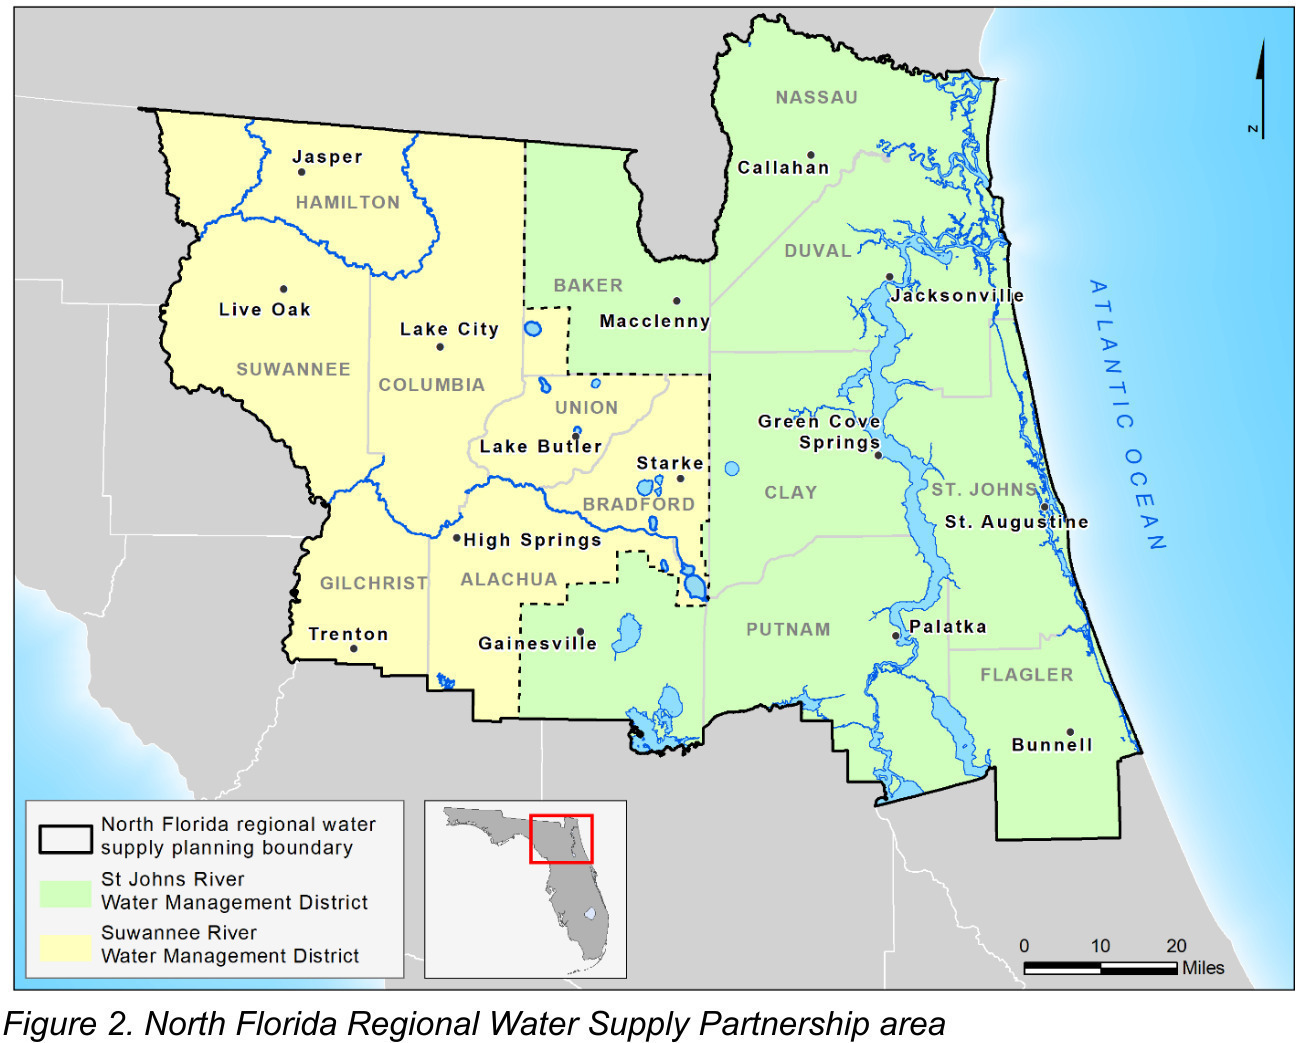 NASSAU
Callahan
Jasper
HAMILTON
DUVAL
Jacksonville
BAKER
Macclenny
Live Oak
SUWANNEE
Lake City
COLUMBIA
UNION
Lake Butler
Starke
BRADFORD
Green Cove
Springs
CLAY
ST. JOHNS
St. Augustine
ATLANTIC OCEAN
High Springs
GILCHRIST
ALACHUA
Trenton
Gainesville
PUTNAM
Palatka
FLAGLER
Bunnell
N
North Florida regional water
supply planning boundary
St Johns River
Water Management District
Suwannee River
Water Management District
0 10 20
Miles
Figure 2. North Florida Regional Water Supply Partnership area